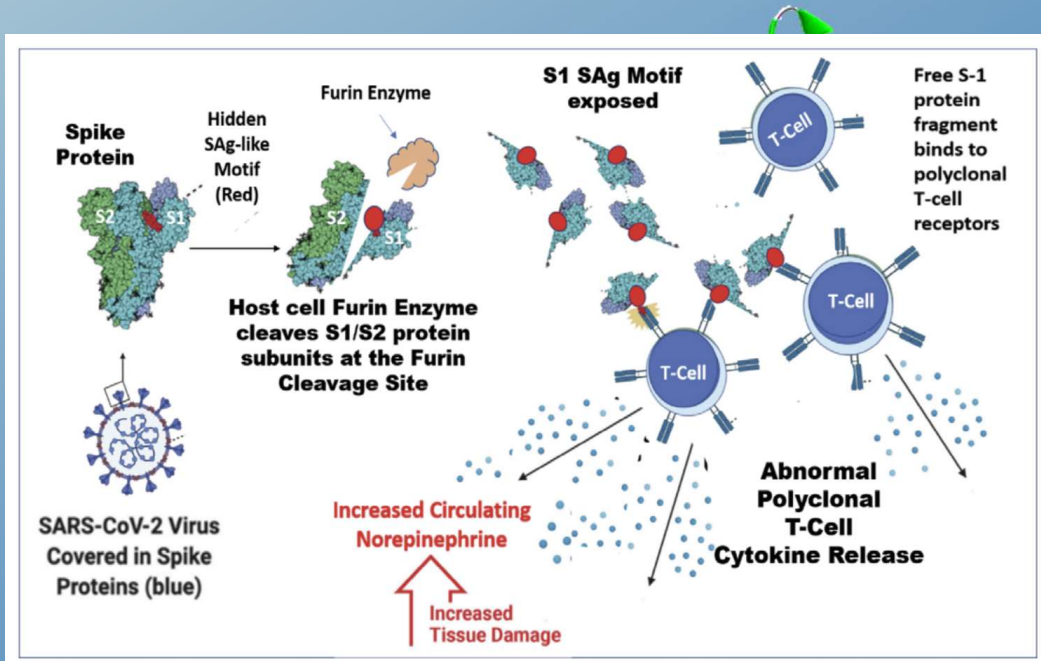 Spike
Protein
Hidden
SAg-like
Motif
(Red)
Furin Enzyme
S1 SAg Motif
exposed
Free S-1
protein
fragment
binds to
polyclonal
T-cell
receptors
T-Cell
S2
S1
S2
S1
Host cell Furin Enzyme
cleaves S1/S2 protein
subunits at the Furin
Cleavage Site
T-Cell
T-Cell
SARS-CoV-2 Virus
Covered in Spike
Proteins (blue)
Increased Circulating
Norepinephrine
Increased
Tissue Damage
Abnormal
Polyclonal
T-Cell
Cytokine Release